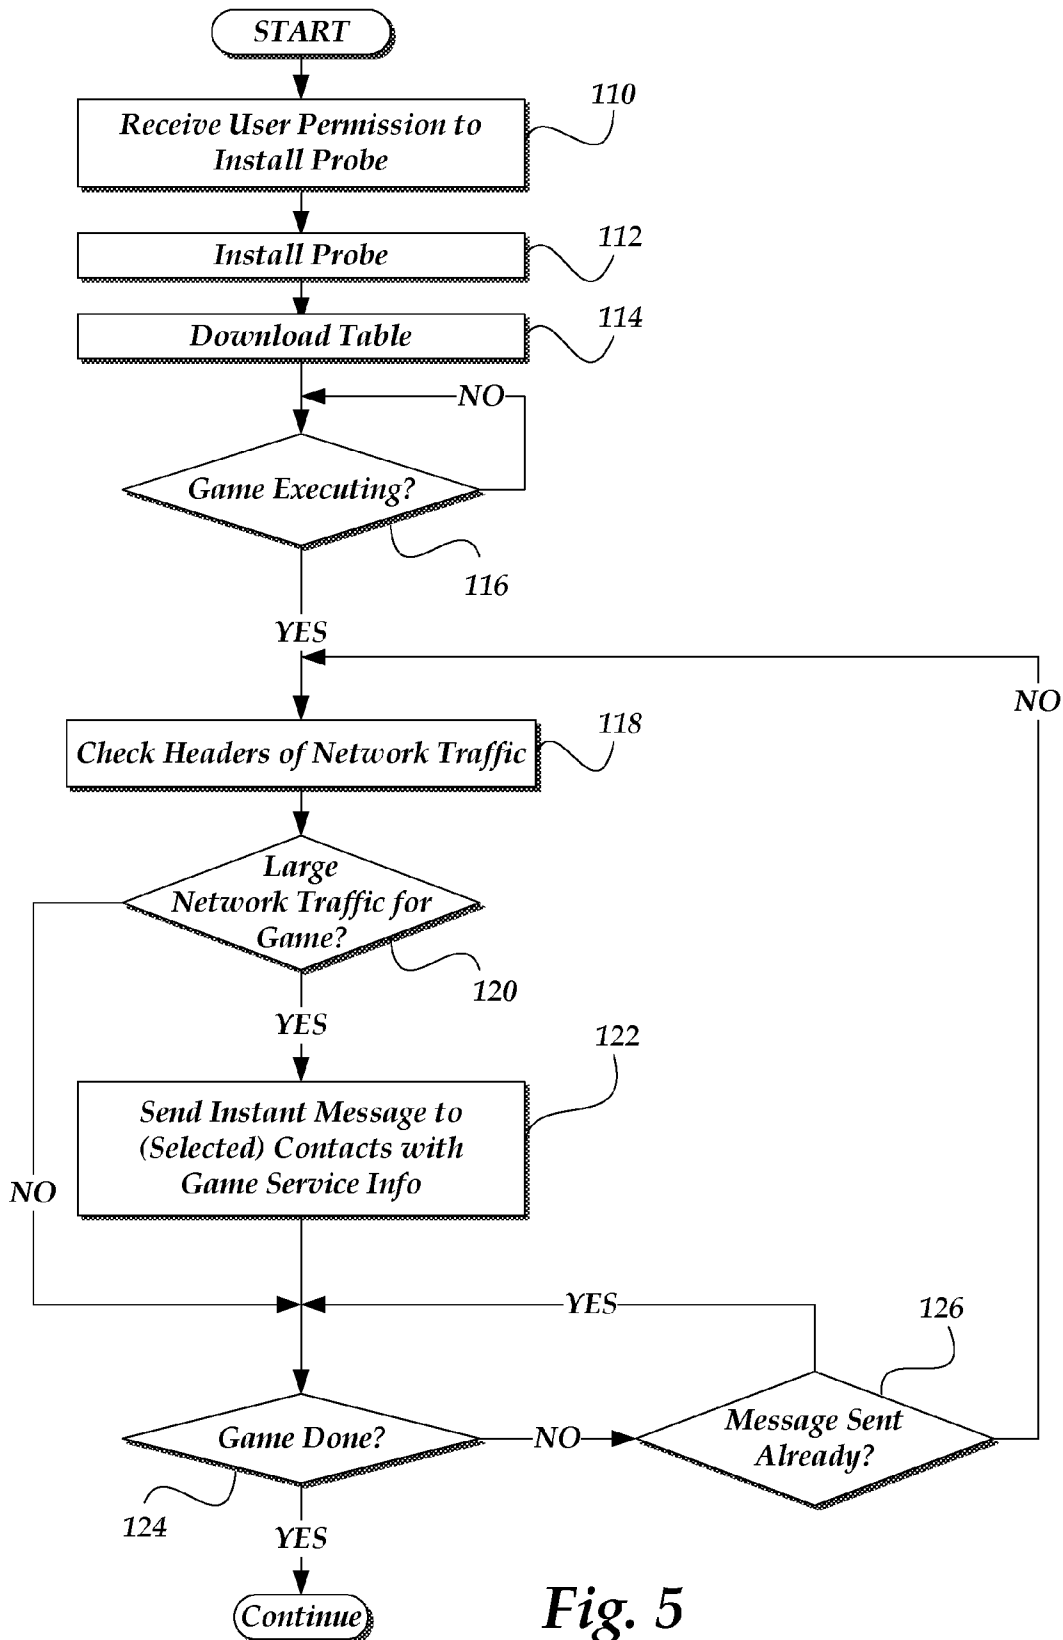 START
110
Receive User Permission to
Install Probe
112
Install Probe
114
Download Table
NO
Game Executing?
116
YES
NO
118
Check Headers of Network Traffic
Large
Network Traffic for
Game?
120
YES
122
Send Instant Message to
(Selected) Contacts with
Game Service Info
NO
YES
126
Message Sent
Already?
Game Done?
NO
124
YES
Continue
Fig. 5